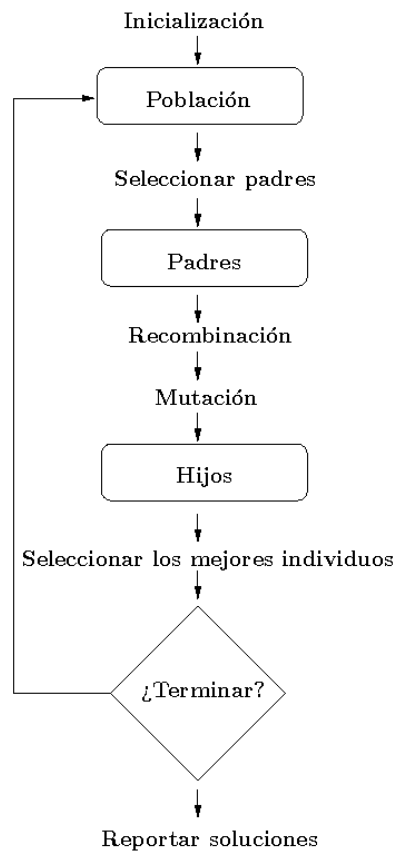 Inicialización
Población
Seleccionar padres
Padres
Recombinación
Mutación
Hijos
Seleccionar los mejores individuos
¿Terminar?
Reportar soluciones